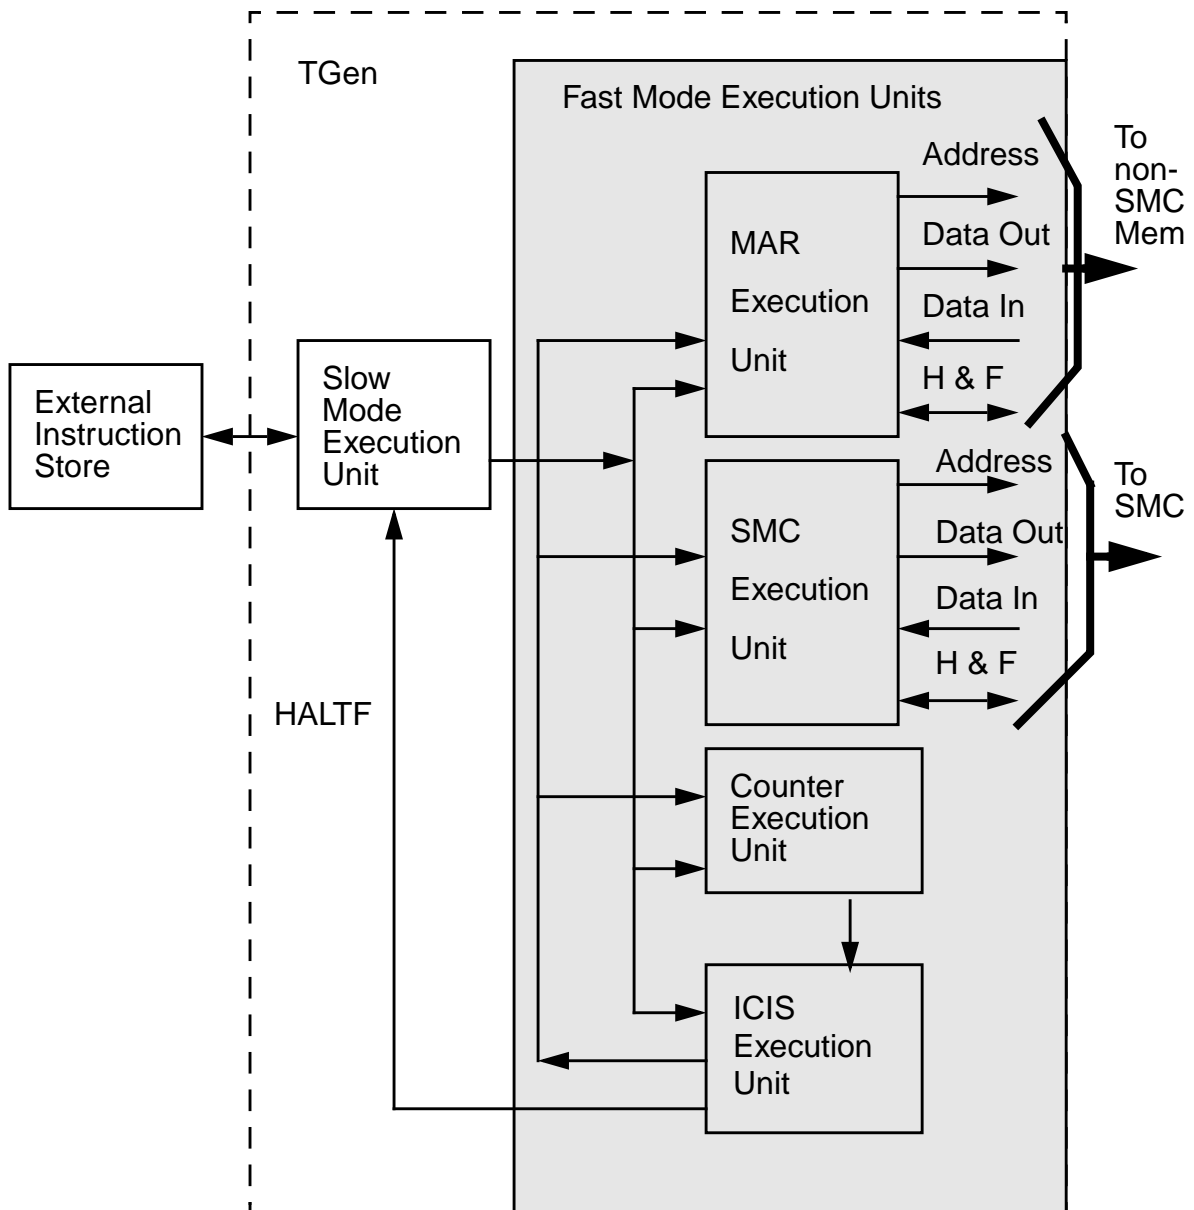 TGen
Fast Mode Execution Units
To
non-
SMC
Mem
Address
MAR
Data Out
Execution
Data In
Unit
H & F
External
Instruction
Store
Slow
Mode
Execution
Unit
Address
To
SMC
SMC
Data Out
Execution
Data In
Unit
H & F
HALTF
Counter
Execution
Unit
ICIS
Execution
Unit